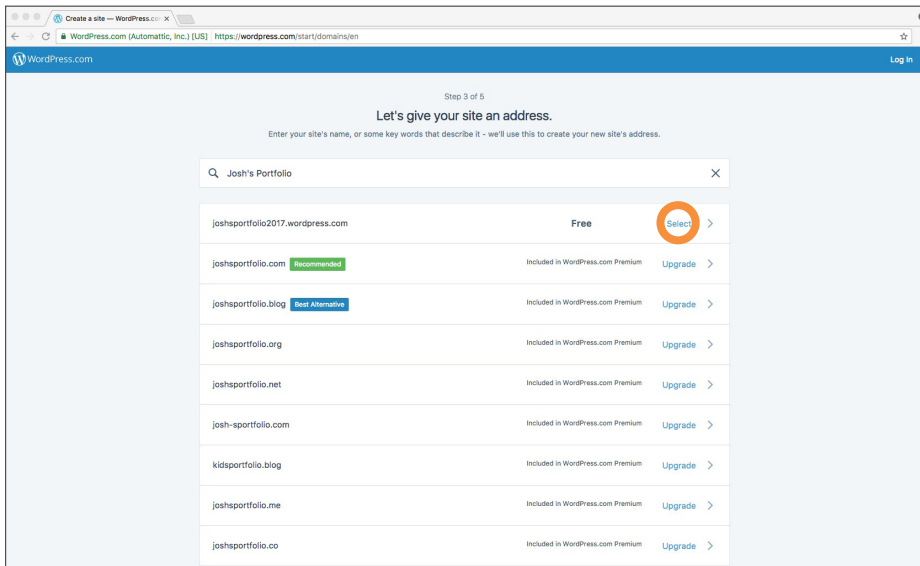 Create a site — WordPress.com
WordPress.com (Automattic, Inc.) [US] https://wordpress.com/start/domains/en
WordPress.com
Log In
Step 3 of 5
Let's give your site an address.
Enter your site's name, or some key words that describe it - we'll use this to create your new site's address.
Josh's Portfolio
joshsportfolio2017.wordpress.com Free Select
joshsportfolio.com Recommended Included in WordPress.com Premium Upgrade
joshsportfolio.blog Best Alternative Included in WordPress.com Premium Upgrade
joshsportfolio.org Included in WordPress.com Premium Upgrade
joshsportfolio.net Included in WordPress.com Premium Upgrade
josh-sportfolio.com Included in WordPress.com Premium Upgrade
kidsportfolio.blog Included in WordPress.com Premium Upgrade
joshsportfolio.me Included in WordPress.com Premium Upgrade
joshsportfolio.co Included in WordPress.com Premium Upgrade